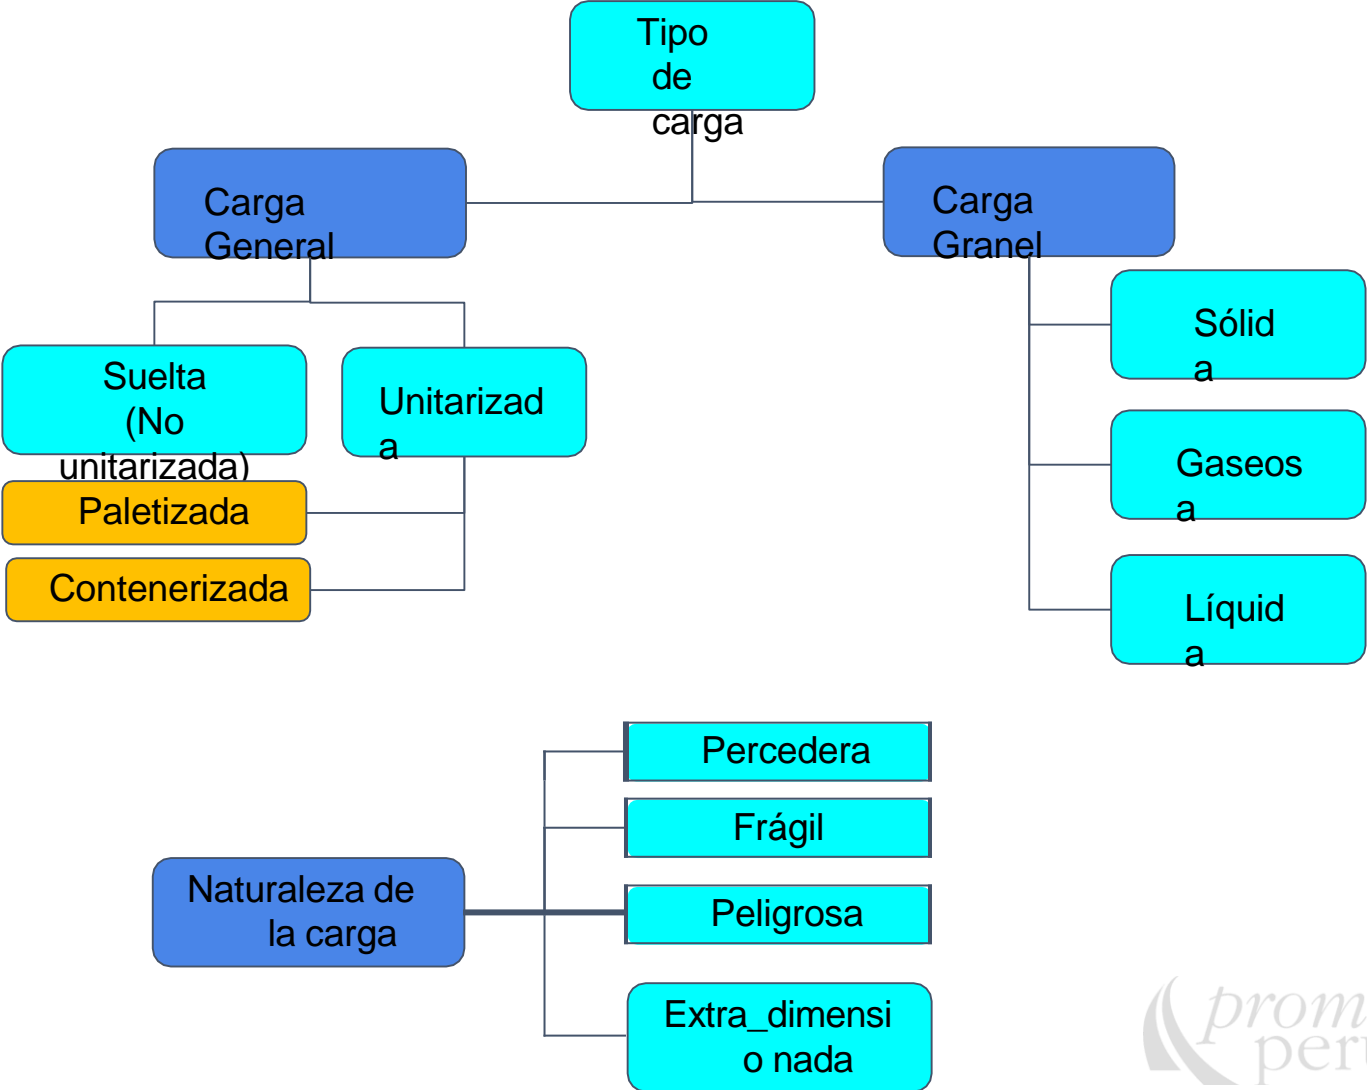 Tipo
de
carga
Carga
General
Carga
Granel
Suelta
(No
unitarizada)
Unitarizad
a
Paletizada
Contenerizada
Sólid
a
Gaseos
a
Líquid
a
Naturaleza de
la carga
Percedera
Frágil
Peligrosa
Extra_dimensi
o nada
prom
per